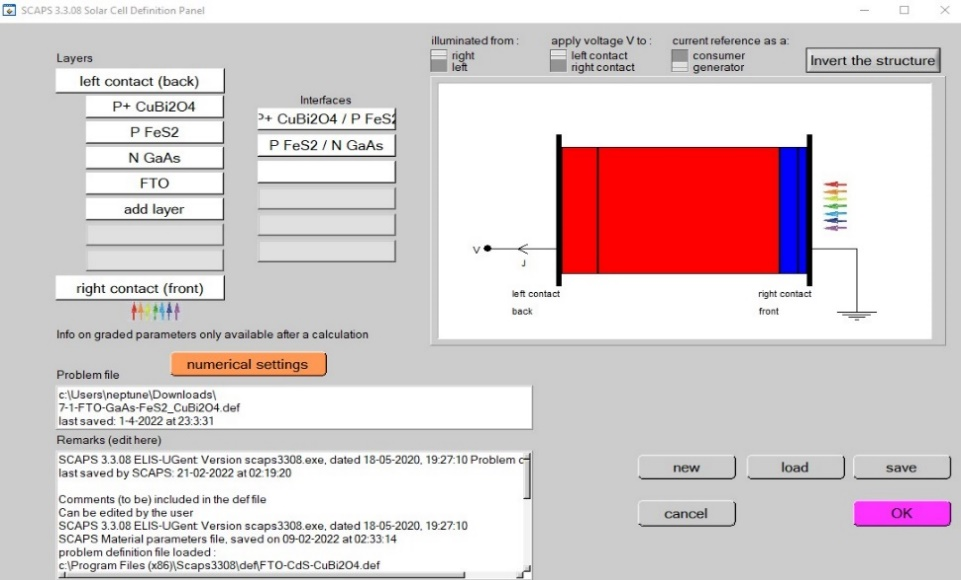 SCAPS 3.3.08 Solar Cell Definition Panel
Layers
left contact (back)
P+ CuBi2O4
P FeS2
N GaAs
FTO
add layer
right contact (front)
Interfaces
P+ CuBi2O4 / P FeS2
P FeS2 / N GaAs
illuminated from :
right
left
apply voltage V to :
left contact
right contact
current reference as a:
consumer
generator
Invert the structure
V
J
left contact
back
right contact
front
Info on graded parameters only available after a calculation
numerical settings
Problem file
c:\Users\neptune\Downloads\
7-1-FTO-GaAs-FeS2_CuBi2O4.def
last saved: 1-4-2022 at 23:3:31
Remarks (edit here)
SCAPS 3.3.08 ELIS-UGent: Version scaps3308.exe, dated 18-05-2020, 19:27:10 Problem c
last saved by SCAPS: 21-02-2022 at 02:19:20
Comments (to be) included in the def file
Can be edited by the user
SCAPS 3.3.08 ELIS-UGent: Version scaps3308.exe, dated 18-05-2020, 19:27:10
SCAPS Material parameters file, saved on 09-02-2022 at 02:33:14
problem definition file loaded :
c:\Program Files (x86)\Scaps3308\def\FTO-CdS-CuBi2O4.def
new
load
save
cancel
OK